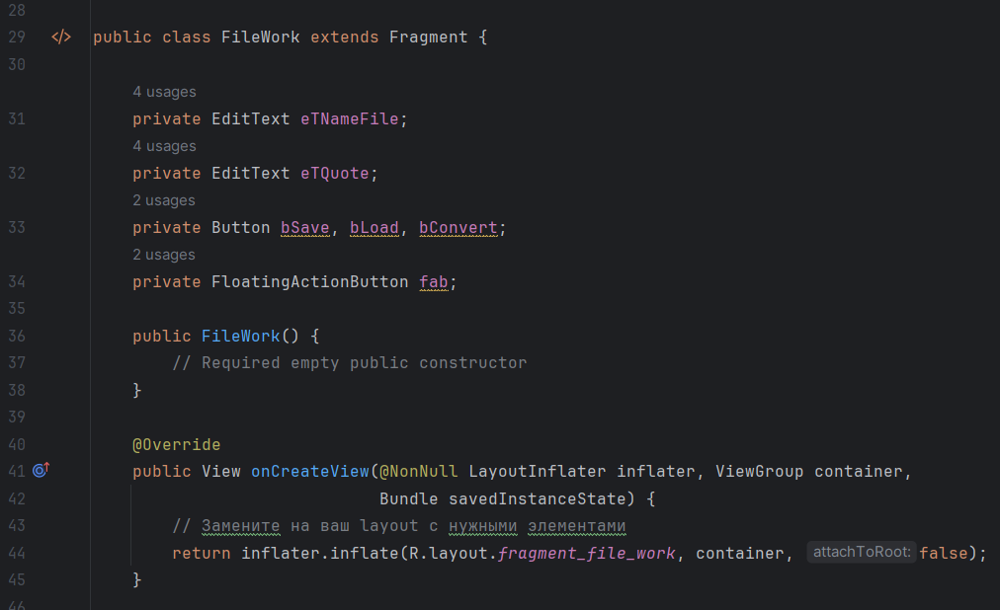 28
29 </> public class FileWork extends Fragment {
30
4 usages
31 private EditText eTNameFile;
4 usages
32 private EditText eTQuote;
2 usages
33 private Button bSave, bLoad, bConvert;
2 usages
34 private FloatingActionButton fab;
35
36 public FileWork() {
37 // Required empty public constructor
38 }
39
40 @Override
41 public View onCreateView(@NonNull LayoutInflater inflater, ViewGroup container,
42 Bundle savedInstanceState) {
43 // Замените на ваш layout с нужными элементами
44 return inflater.inflate(R.layout.fragment_file_work, container, attachToRoot: false);
45 }
46